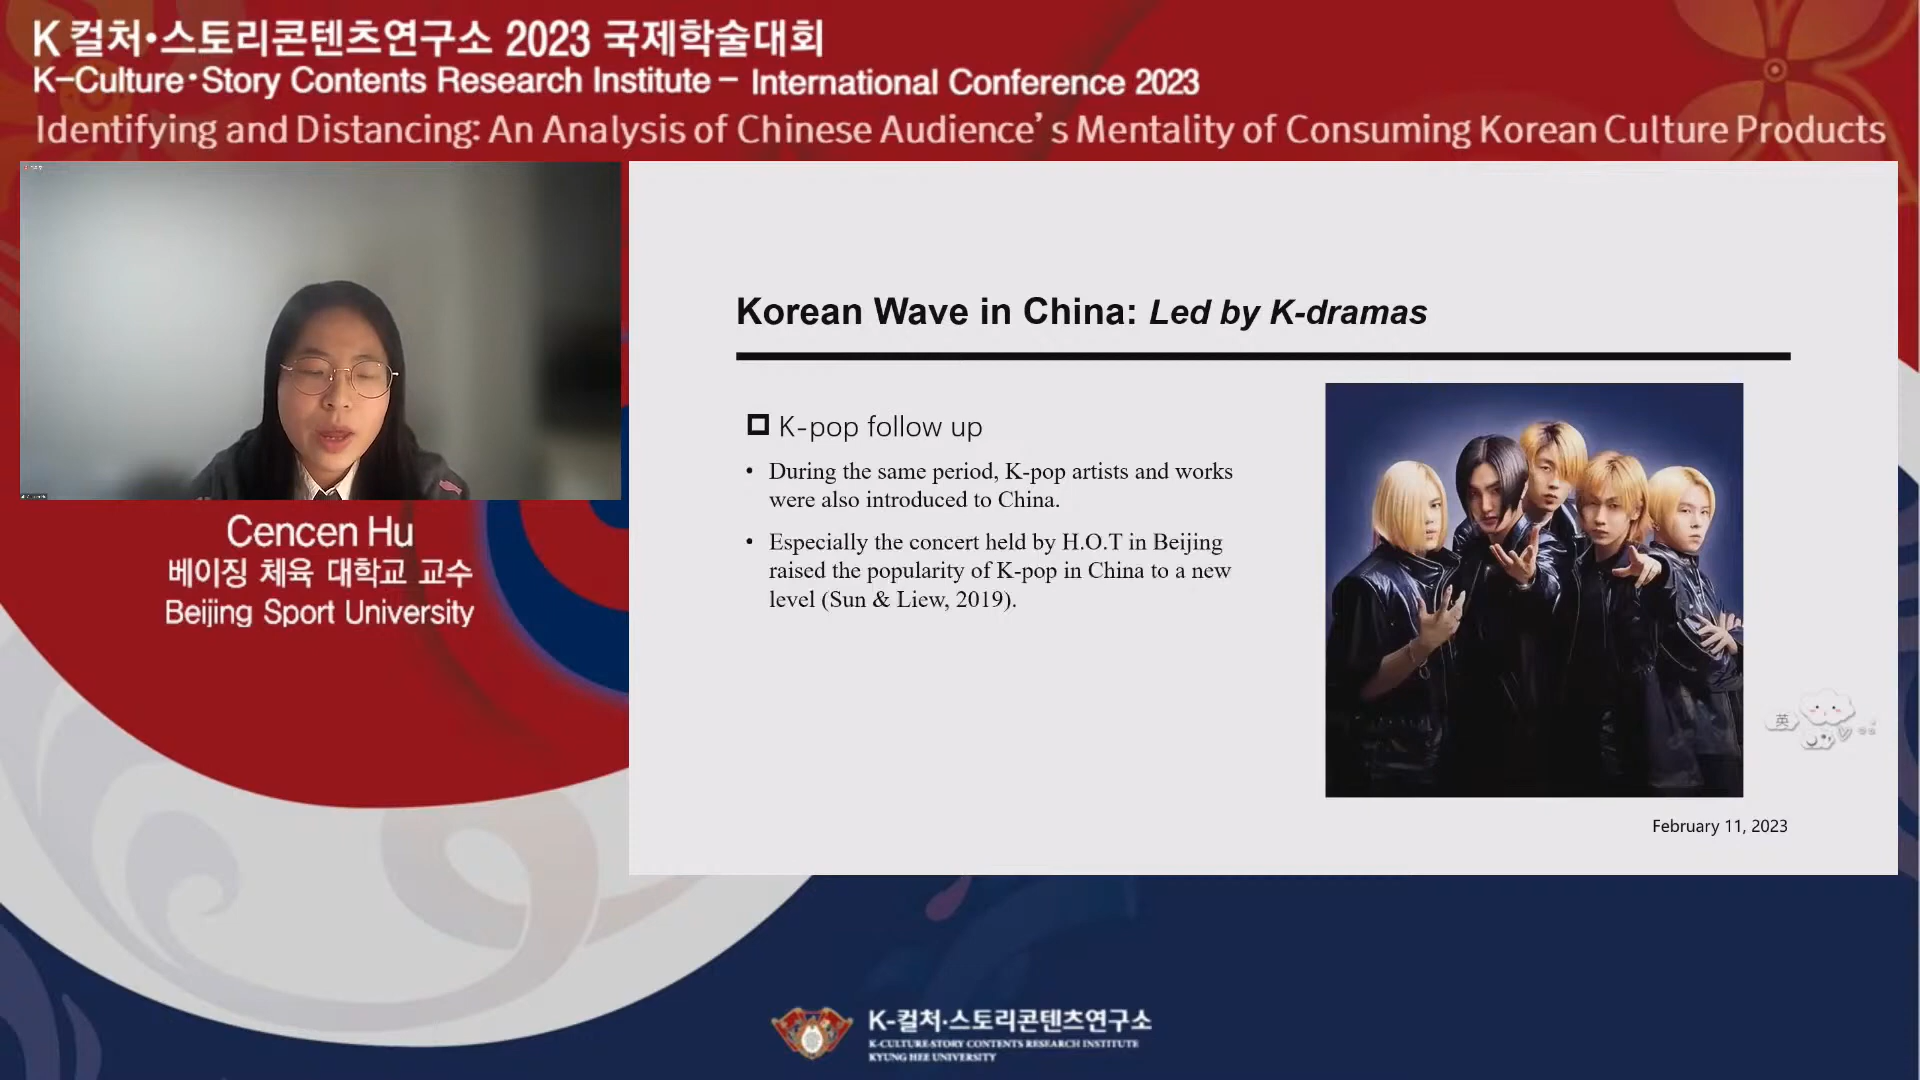 K 컬처•스토리콘텐츠연구소 2023 국제학술대회
K-Culture•Story Contents Research Institute - International Conference 2023
Identifying and Distancing: An Analysis of Chinese Audience's Mentality of Consuming Korean Culture Products
Cencen Hu
베이징 체육 대학교 교수
Beijing Sport University
Korean Wave in China: Led by K-dramas
K-pop follow up
• During the same period, K-pop artists and works
were also introduced to China.
• Especially the concert held by H.O.T in Beijing
raised the popularity of K-pop in China to a new
level (Sun & Liew, 2019).
英
February 11, 2023
K-컬처•스토리콘텐츠연구소
K-CULTURE•STORY CONTENTS RESEARCH INSTITUTE
KYUNG HEE UNIVERSITY